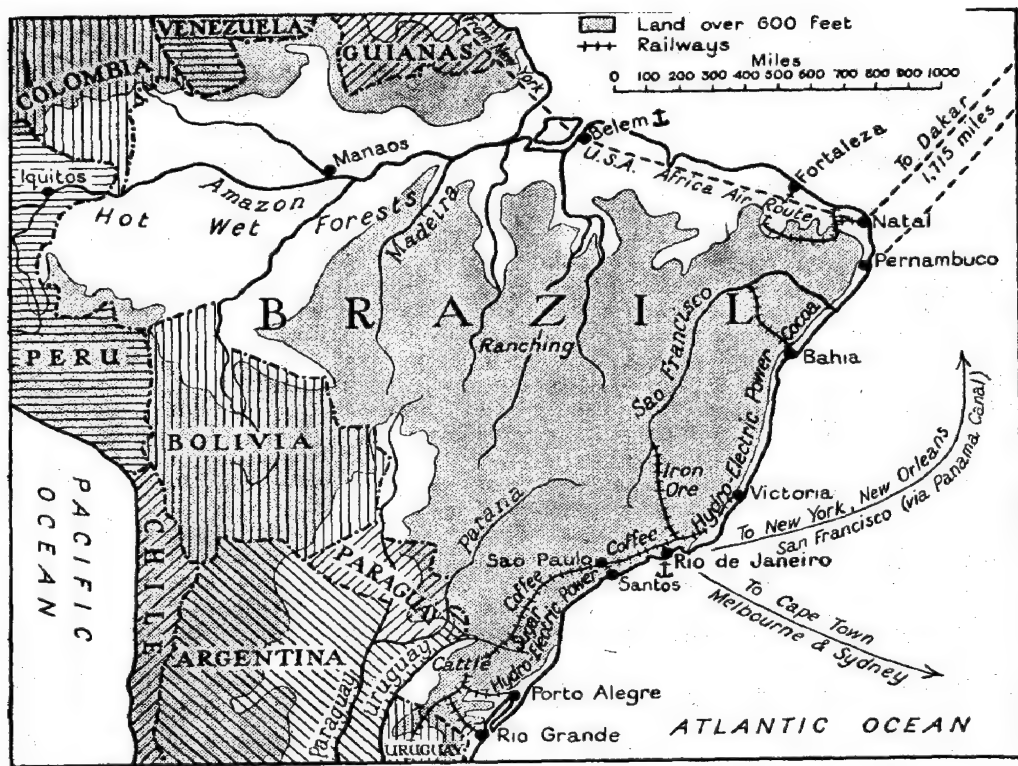 Land over 600 feet
Railways
Miles
0 100 200 300 400 500 600 700 800 900 1000
VENEZUELA
GUIANAS
From New York
COLOMBIA
Belem
To Dakar
1,715 miles
Fortaleza
U.S.A. Africa Air Route
Natal
Manaos
Iquitos
Amazon
Hot Wet Forests
Madeira
Pernambuco
BRAZIL
Sao Francisco
Cocoa
Bahia
PERU
Ranching
Hydro-Electric Power
BOLIVIA
Iron
Ore
Victoria
To New York, New Orleans
San Francisco (via Panama Canal)
PACIFIC
OCEAN
CHILE
Parana
PARAGUAY
Sao Paulo
Coffee
Rio de Janeiro
Santos
Coffee
Sugar
Hydro-Electric Power
To Cape Town
Melbourne & Sydney
ARGENTINA
Cattle
Paraguay
Uruguay
Porto Alegre
Rio Grande
URUGUAY
ATLANTIC OCEAN